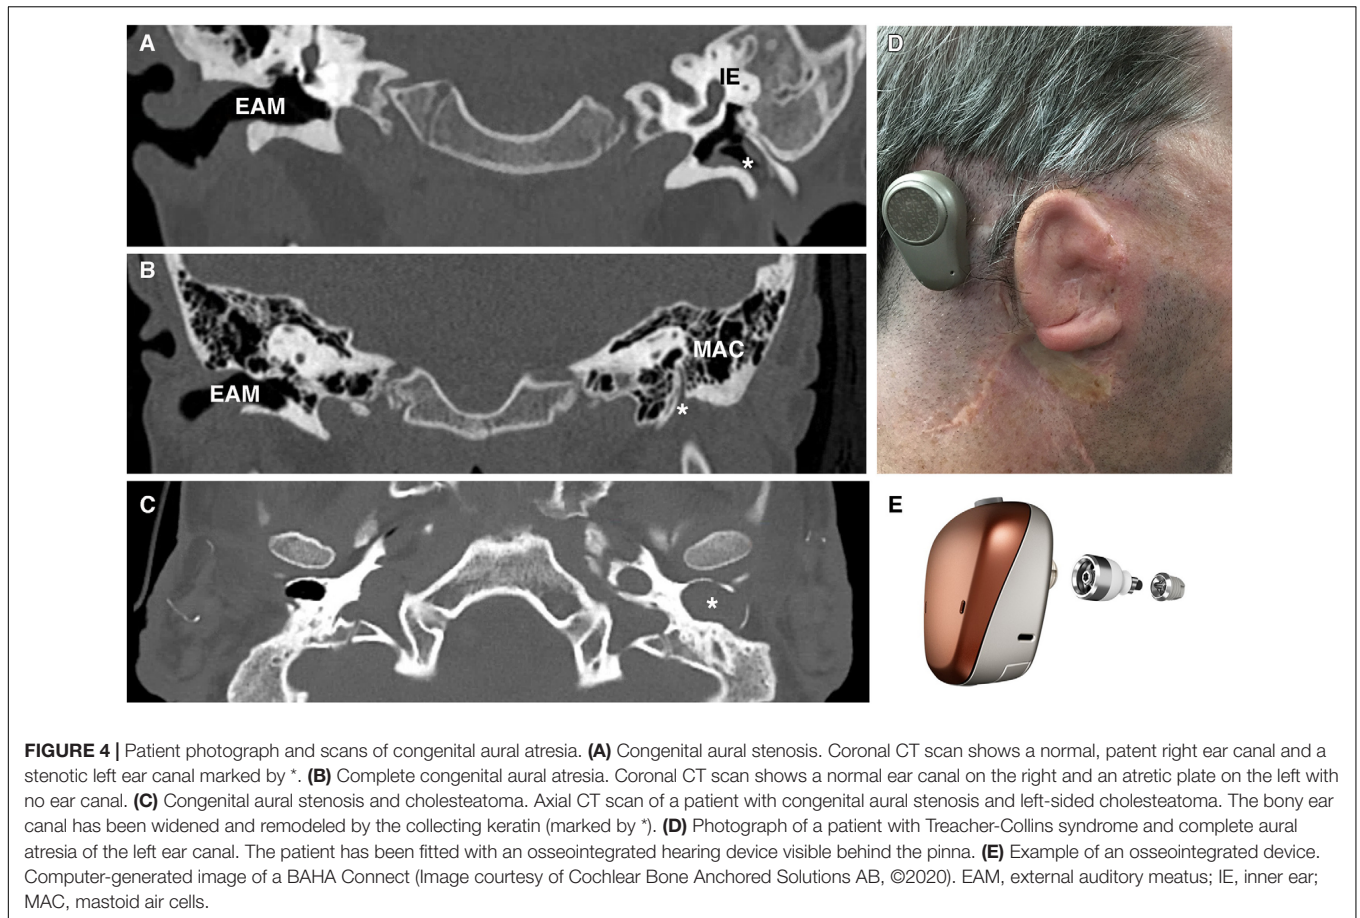 A
EAM
IE
*
D
B
EAM
MAC
*
C
*
E
FIGURE 4 | Patient photograph and scans of congenital aural atresia. (A) Congenital aural stenosis. Coronal CT scan shows a normal, patent right ear canal and a
stenotic left ear canal marked by *. (B) Complete congenital aural atresia. Coronal CT scan shows a normal ear canal on the right and an atretic plate on the left with
no ear canal. (C) Congenital aural stenosis and cholesteatoma. Axial CT scan of a patient with congenital aural stenosis and left-sided cholesteatoma. The bony ear
canal has been widened and remodeled by the collecting keratin (marked by *). (D) Photograph of a patient with Treacher-Collins syndrome and complete aural
atresia of the left ear canal. The patient has been fitted with an osseointegrated hearing device visible behind the pinna. (E) Example of an osseointegrated device.
Computer-generated image of a BAHA Connect (Image courtesy of Cochlear Bone Anchored Solutions AB, ©2020). EAM, external auditory meatus; IE, inner ear;
MAC, mastoid air cells.